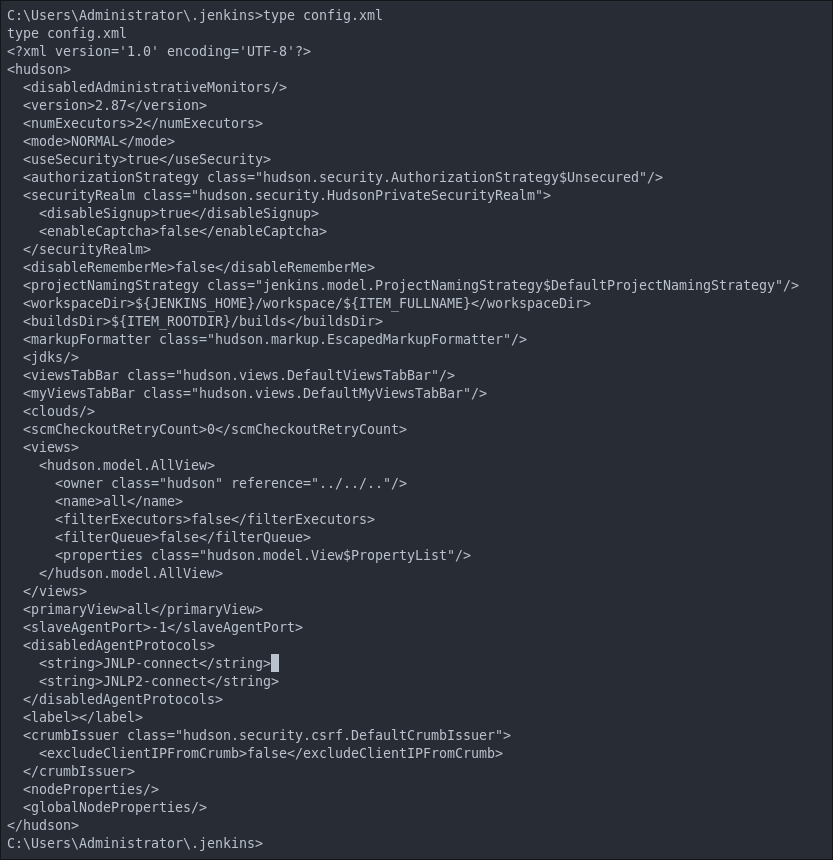 C:\Users\Administrator\.jenkins>type config.xml
type config.xml
<?xml version='1.0' encoding='UTF-8'?>
<hudson>
  <disabledAdministrativeMonitors/>
  <version>2.87</version>
  <numExecutors>2</numExecutors>
  <mode>NORMAL</mode>
  <useSecurity>true</useSecurity>
  <authorizationStrategy class="hudson.security.AuthorizationStrategy$Unsecured"/>
  <securityRealm class="hudson.security.HudsonPrivateSecurityRealm">
    <disableSignup>true</disableSignup>
    <enableCaptcha>false</enableCaptcha>
  </securityRealm>
  <disableRememberMe>false</disableRememberMe>
  <projectNamingStrategy class="jenkins.model.ProjectNamingStrategy$DefaultProjectNamingStrategy"/>
  <workspaceDir>${JENKINS_HOME}/workspace/${ITEM_FULLNAME}</workspaceDir>
  <buildsDir>${ITEM_ROOTDIR}/builds</buildsDir>
  <markupFormatter class="hudson.markup.EscapedMarkupFormatter"/>
  <jdks/>
  <viewsTabBar class="hudson.views.DefaultViewsTabBar"/>
  <myViewsTabBar class="hudson.views.DefaultMyViewsTabBar"/>
  <clouds/>
  <scmCheckoutRetryCount>0</scmCheckoutRetryCount>
  <views>
    <hudson.model.AllView>
      <owner class="hudson" reference="../../.."/>
      <name>all</name>
      <filterExecutors>false</filterExecutors>
      <filterQueue>false</filterQueue>
      <properties class="hudson.model.View$PropertyList"/>
    </hudson.model.AllView>
  </views>
  <primaryView>all</primaryView>
  <slaveAgentPort>-1</slaveAgentPort>
  <disabledAgentProtocols>
    <string>JNLP-connect</string>
    <string>JNLP2-connect</string>
  </disabledAgentProtocols>
  <label></label>
  <crumbIssuer class="hudson.security.csrf.DefaultCrumbIssuer">
    <excludeClientIPFromCrumb>false</excludeClientIPFromCrumb>
  </crumbIssuer>
  <nodeProperties/>
  <globalNodeProperties/>
</hudson>
C:\Users\Administrator\.jenkins>